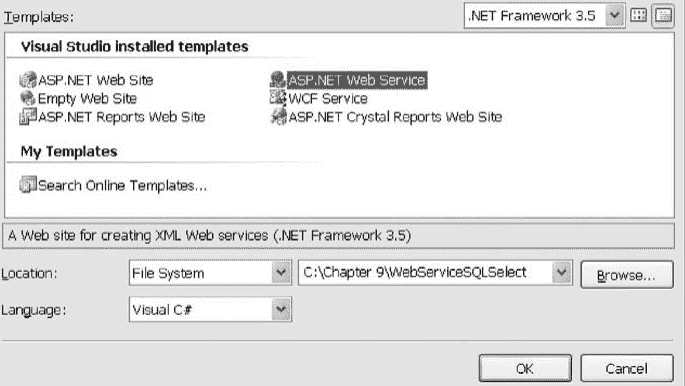 Templates: .NET Framework 3.5
Visual Studio installed templates
ASP.NET Web Site ASP.NET Web Service
Empty Web Site WCF Service
ASP.NET Reports Web Site ASP.NET Crystal Reports Web Site
My Templates
Search Online Templates...
A Web site for creating XML Web services (.NET Framework 3.5)
Location: File System C:\Chapter 9\WebServiceSQLSelect Browse...
Language: Visual C#
OK Cancel